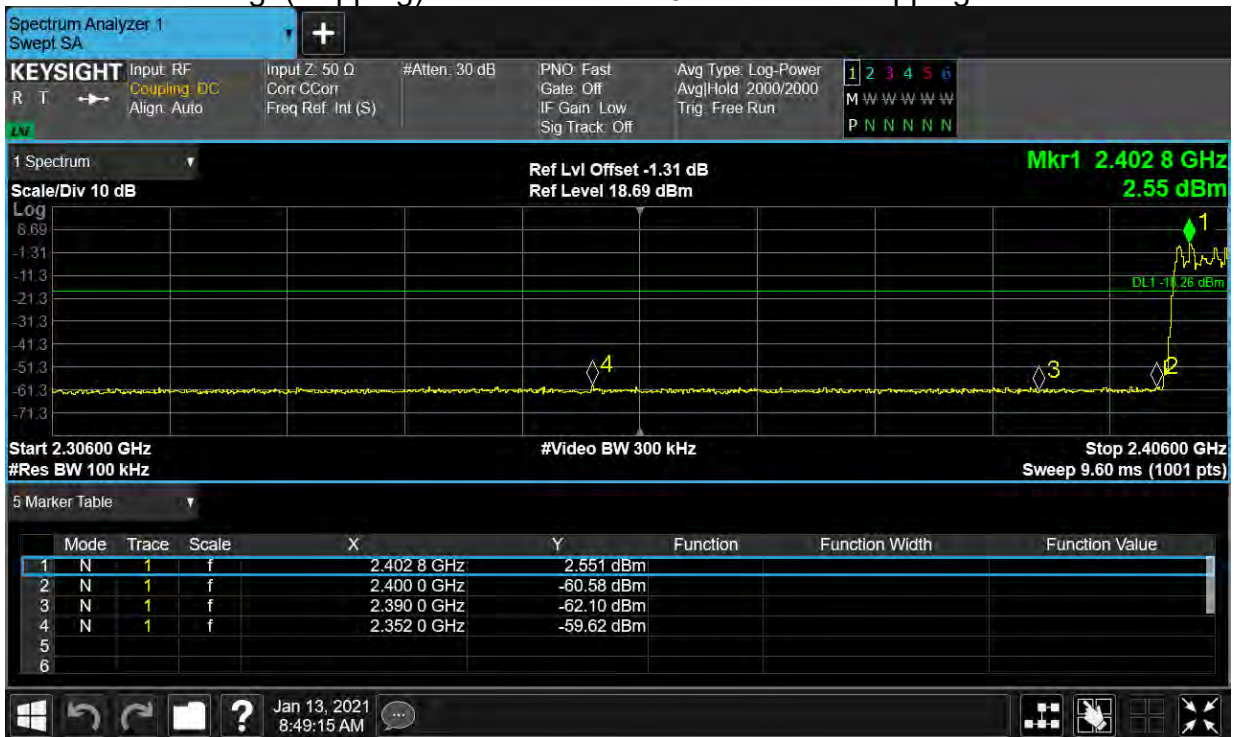 Spectrum Analyzer 1
Swept SA
+
KEYSIGHT
R T
LXI
Input: RF
Coupling: DC
Align: Auto
Input Z: 50 Ω
Corr CCorr
Freq Ref: Int (S)
#Atten: 30 dB
PNO: Fast
Gate: Off
IF Gain: Low
Sig Track: Off
Avg Type: Log-Power
Avg|Hold: 2000/2000
Trig: Free Run
1 2 3 4 5 6
M W W W W W
P N N N N N
1 Spectrum
Scale/Div 10 dB
Ref Lvl Offset -1.31 dB
Ref Level 18.69 dBm
Mkr1 2.402 8 GHz
2.55 dBm
Log
8.69
-1.31
-11.3
-21.3
-31.3
-41.3
-51.3
-61.3
-71.3
1
DL1 -18.26 dBm
4
3
2
Start 2.30600 GHz
#Video BW 300 kHz
Stop 2.40600 GHz
#Res BW 100 kHz
Sweep 9.60 ms (1001 pts)
5 Marker Table
Mode Trace Scale X Y Function Function Width Function Value
1 N 1 f 2.402 8 GHz 2.551 dBm
2 N 1 f 2.400 0 GHz -60.58 dBm
3 N 1 f 2.390 0 GHz -62.10 dBm
4 N 1 f 2.352 0 GHz -59.62 dBm
5
6
?
Jan 13, 2021
8:49:15 AM